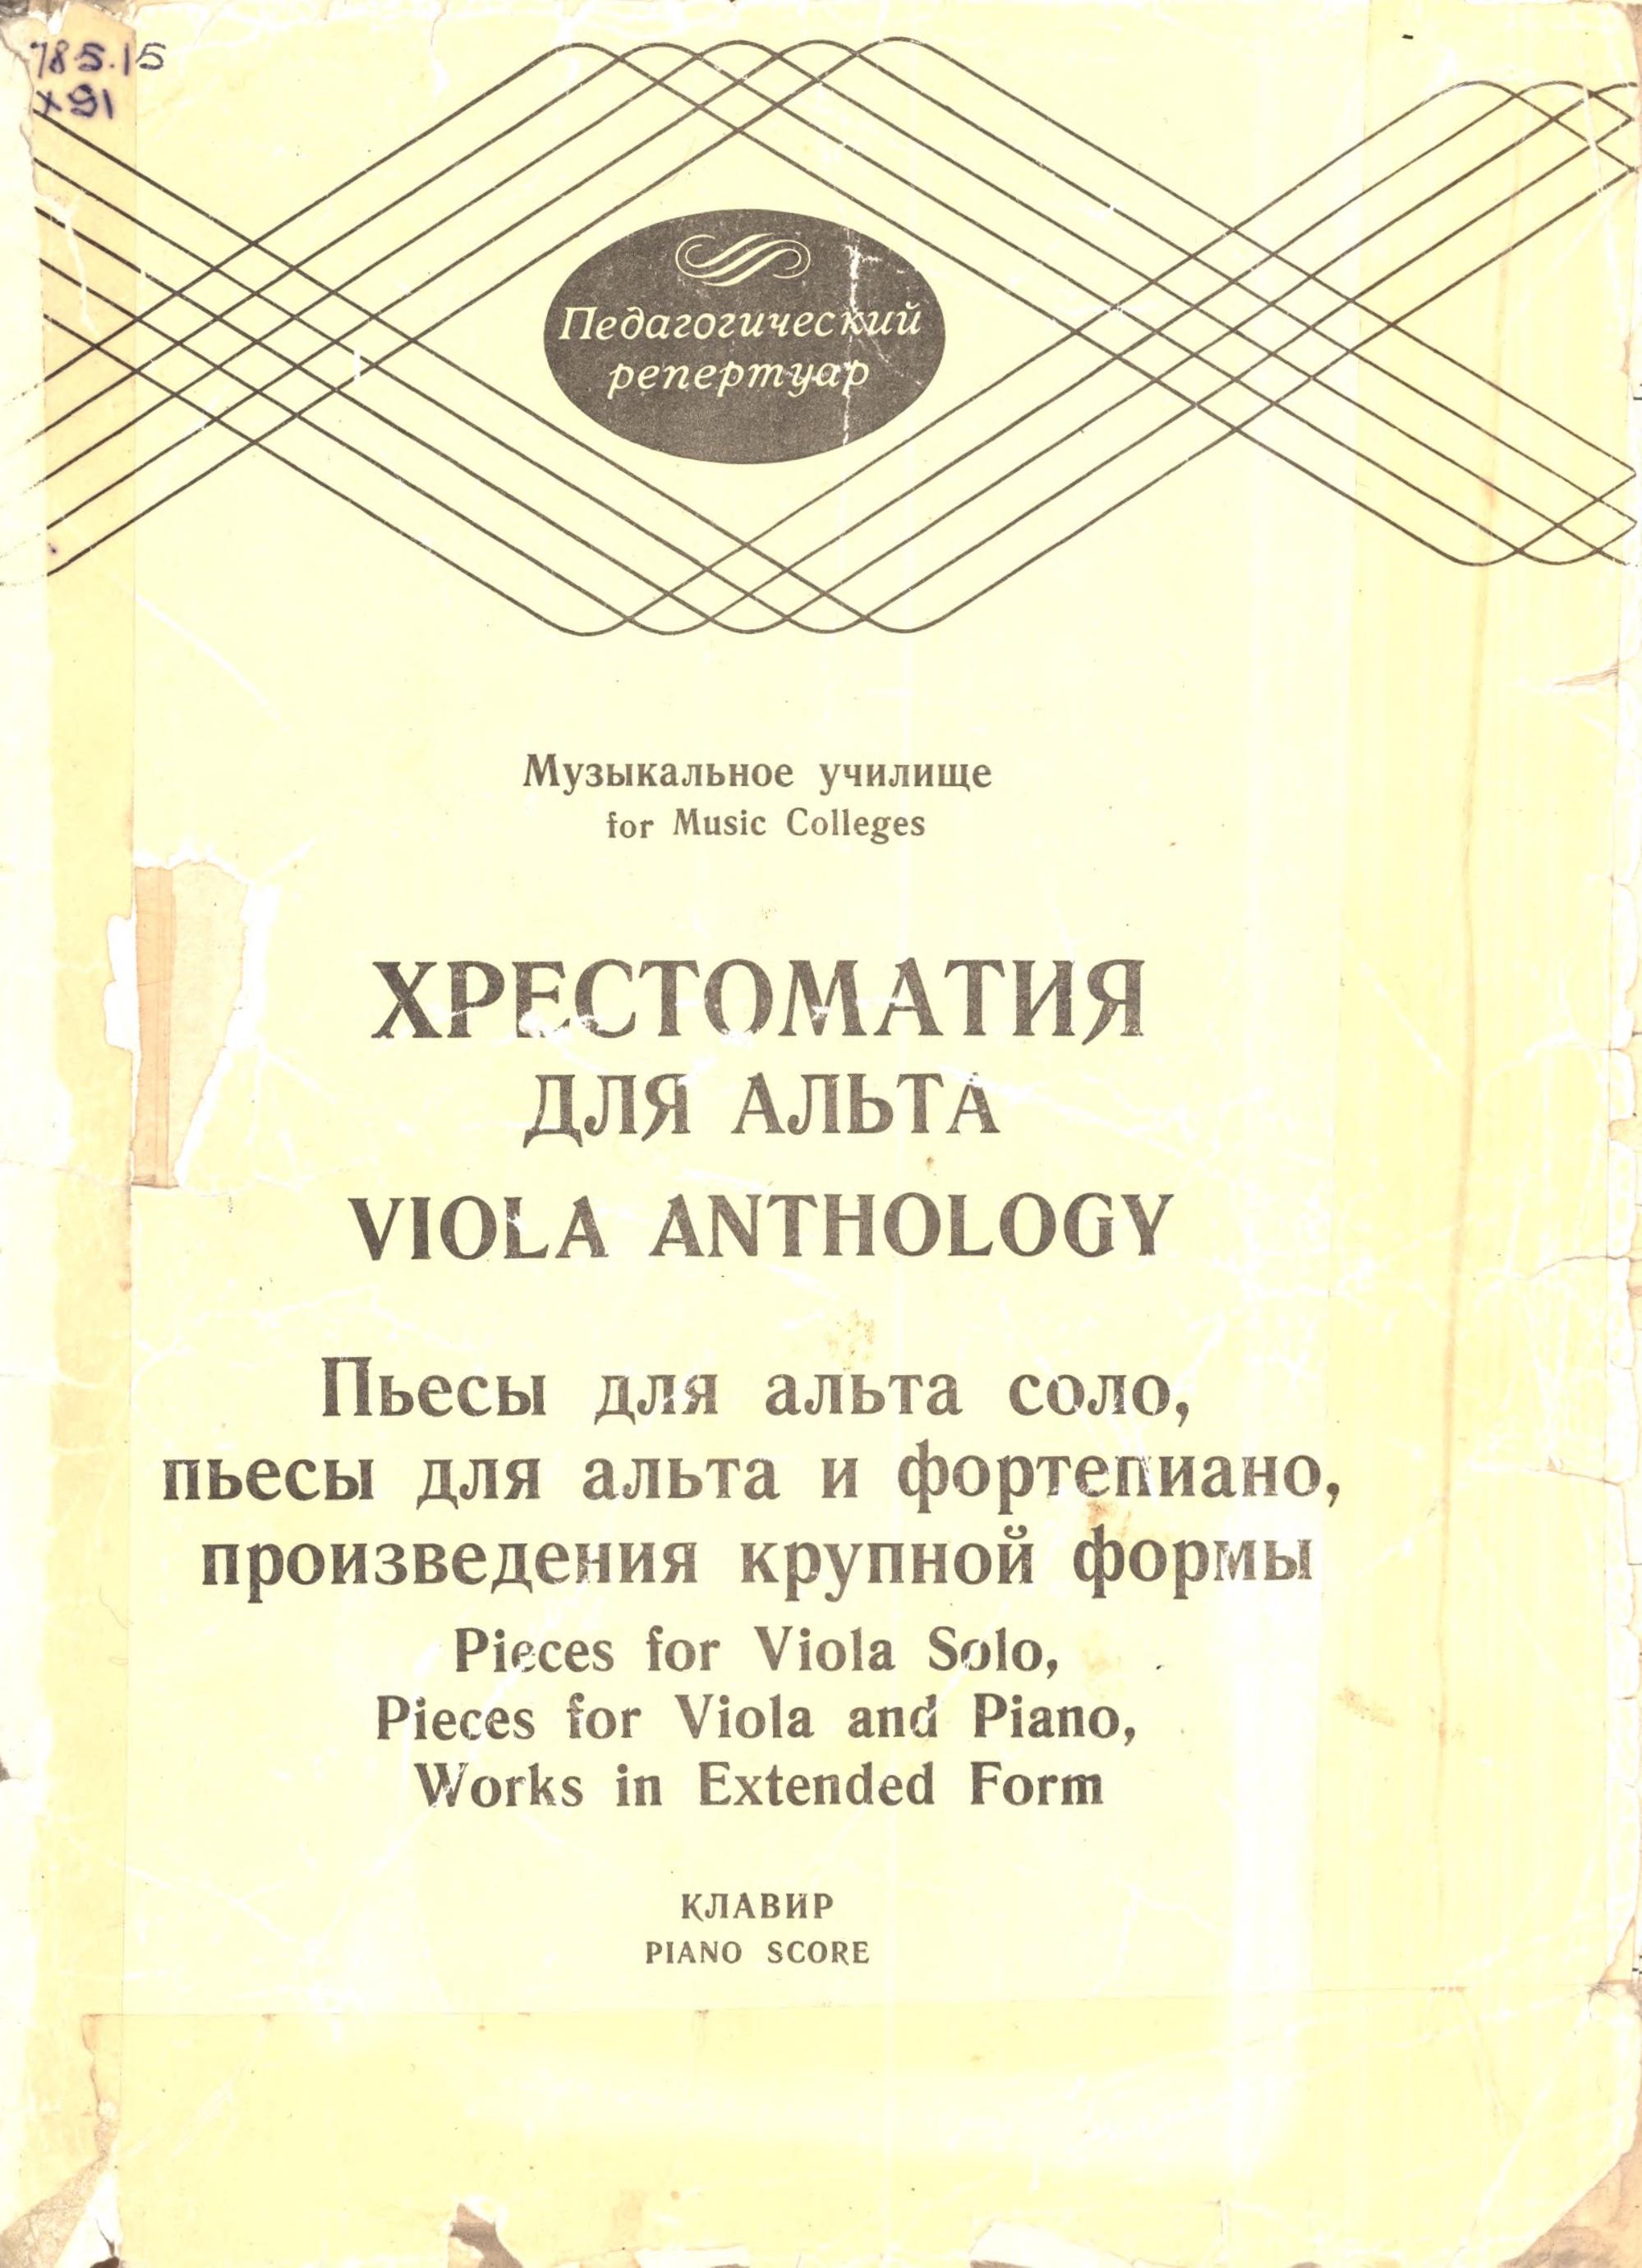 785.15
х91
Педагогический
репертуар
Музыкальное училище
for Music Colleges
ХРЕСТОМАТИЯ
ДЛЯ АЛЬТА
VIOLA ANTHOLOGY
Пьесы для альта соло,
пьесы для альта и фортепиано,
произведения крупной формы
Pieces for Viola Solo,
Pieces for Viola and Piano,
Works in Extended Form
КЛАВИР
PIANO SCORE